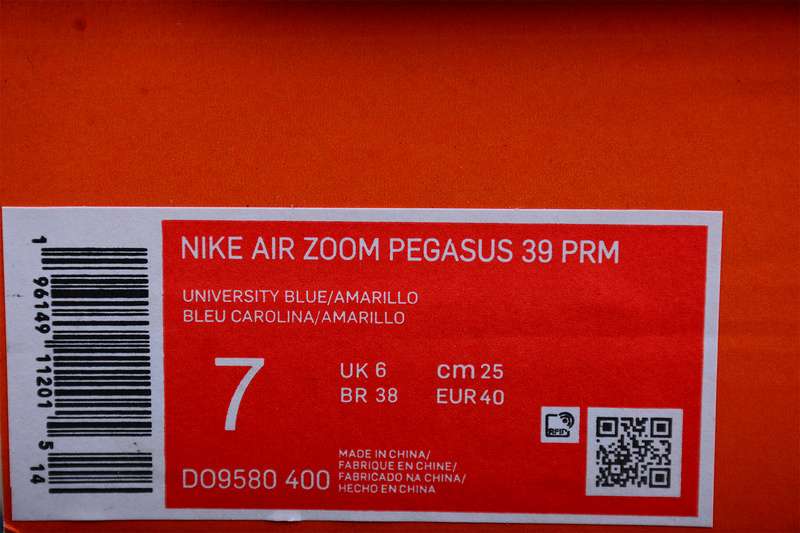 1 96149 11201 5 14
NIKE AIR ZOOM PEGASUS 39 PRM
UNIVERSITY BLUE/AMARILLO
BLEU CAROLINA/AMARILLO
7
UK 6 cm 25
BR 38 EUR 40
RFID
DO9580 400
MADE IN CHINA/
FABRIQUE EN CHINE/
FABRICADO NA CHINA/
HECHO EN CHINA